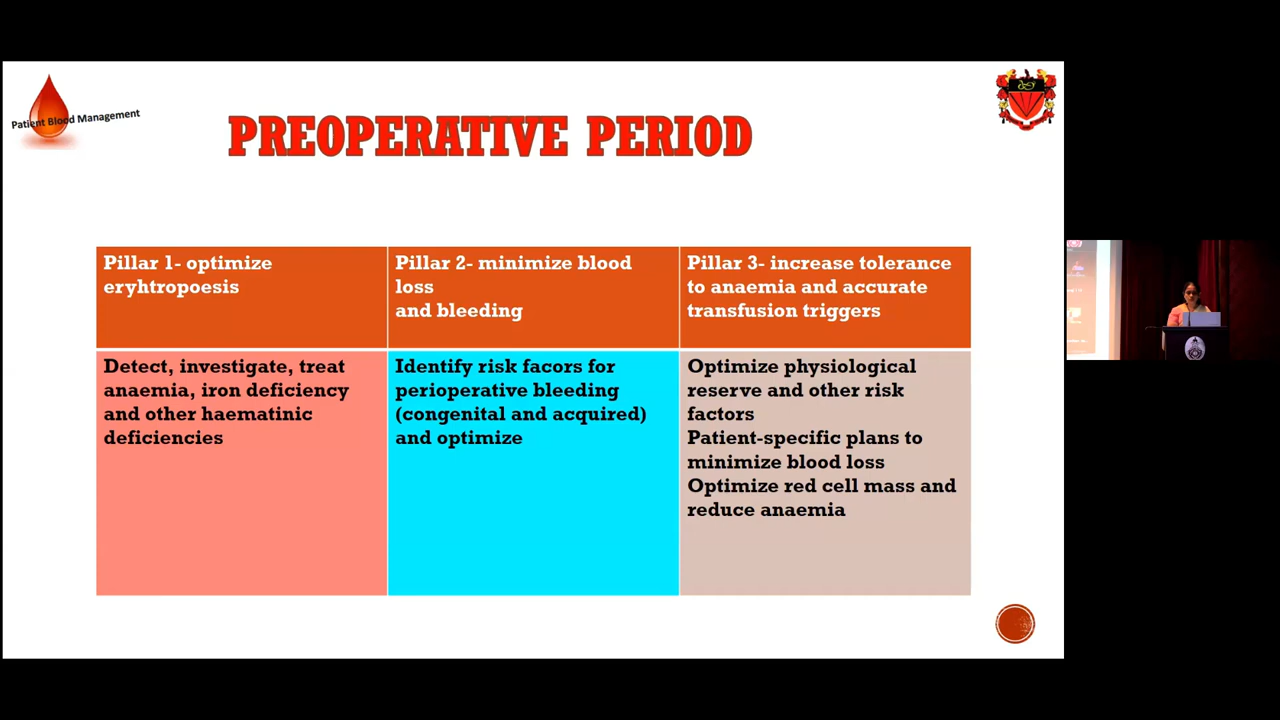 Patient Blood Management
PREOPERATIVE PERIOD
Pillar 1- optimize
eryhtropoesis
Pillar 2- minimize blood
loss
and bleeding
Pillar 3- increase tolerance
to anaemia and accurate
transfusion triggers
Detect, investigate, treat
anaemia, iron deficiency
and other haematinic
deficiencies
Identify risk facors for
perioperative bleeding
(congenital and acquired)
and optimize
Optimize physiological
reserve and other risk
factors
Patient-specific plans to
minimize blood loss
Optimize red cell mass and
reduce anaemia